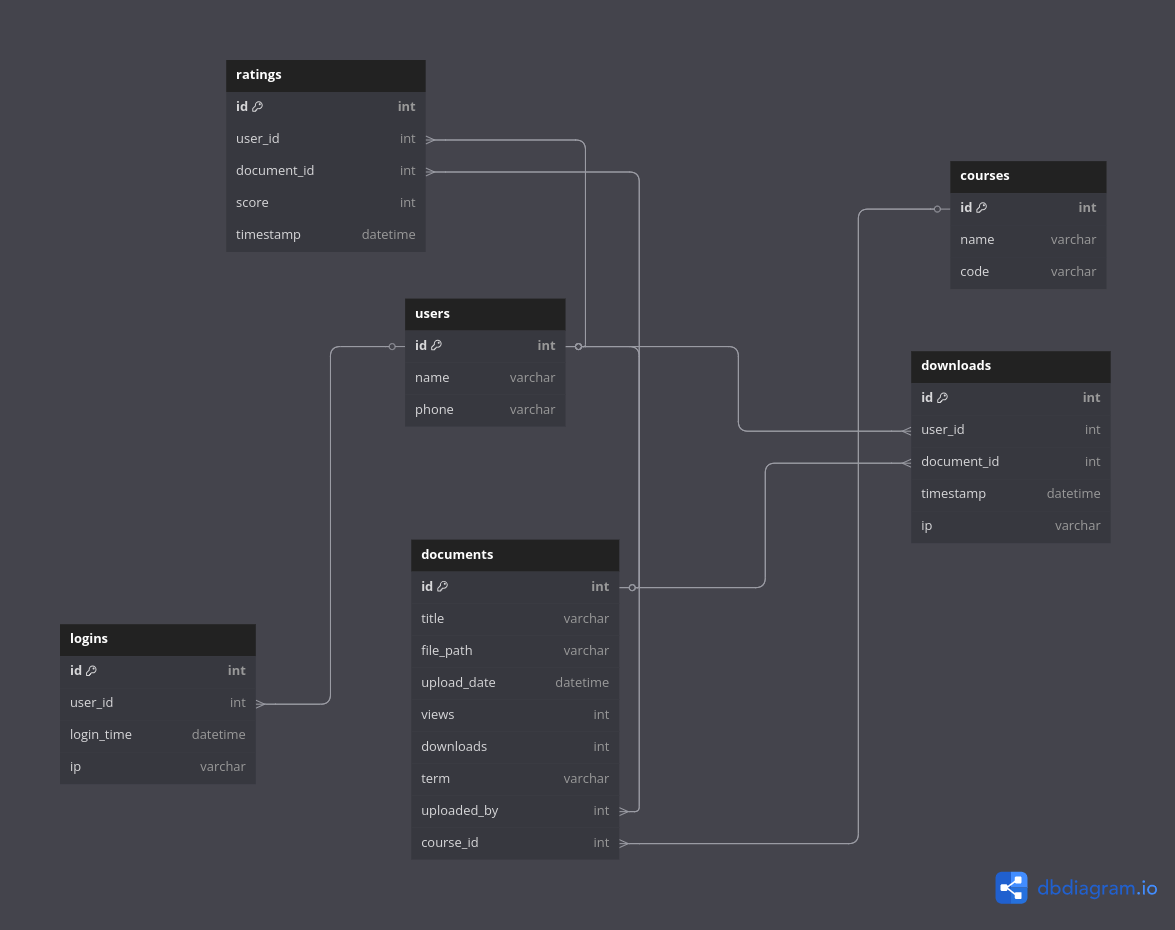 ratings
id int
user_id int
document_id int
score int
timestamp datetime
courses
id int
name varchar
code varchar
users
id int
name varchar
phone varchar
downloads
id int
user_id int
document_id int
timestamp datetime
ip varchar
documents
id int
title varchar
file_path varchar
upload_date datetime
views int
downloads int
term varchar
uploaded_by int
course_id int
logins
id int
user_id int
login_time datetime
ip varchar
dbdiagram.io